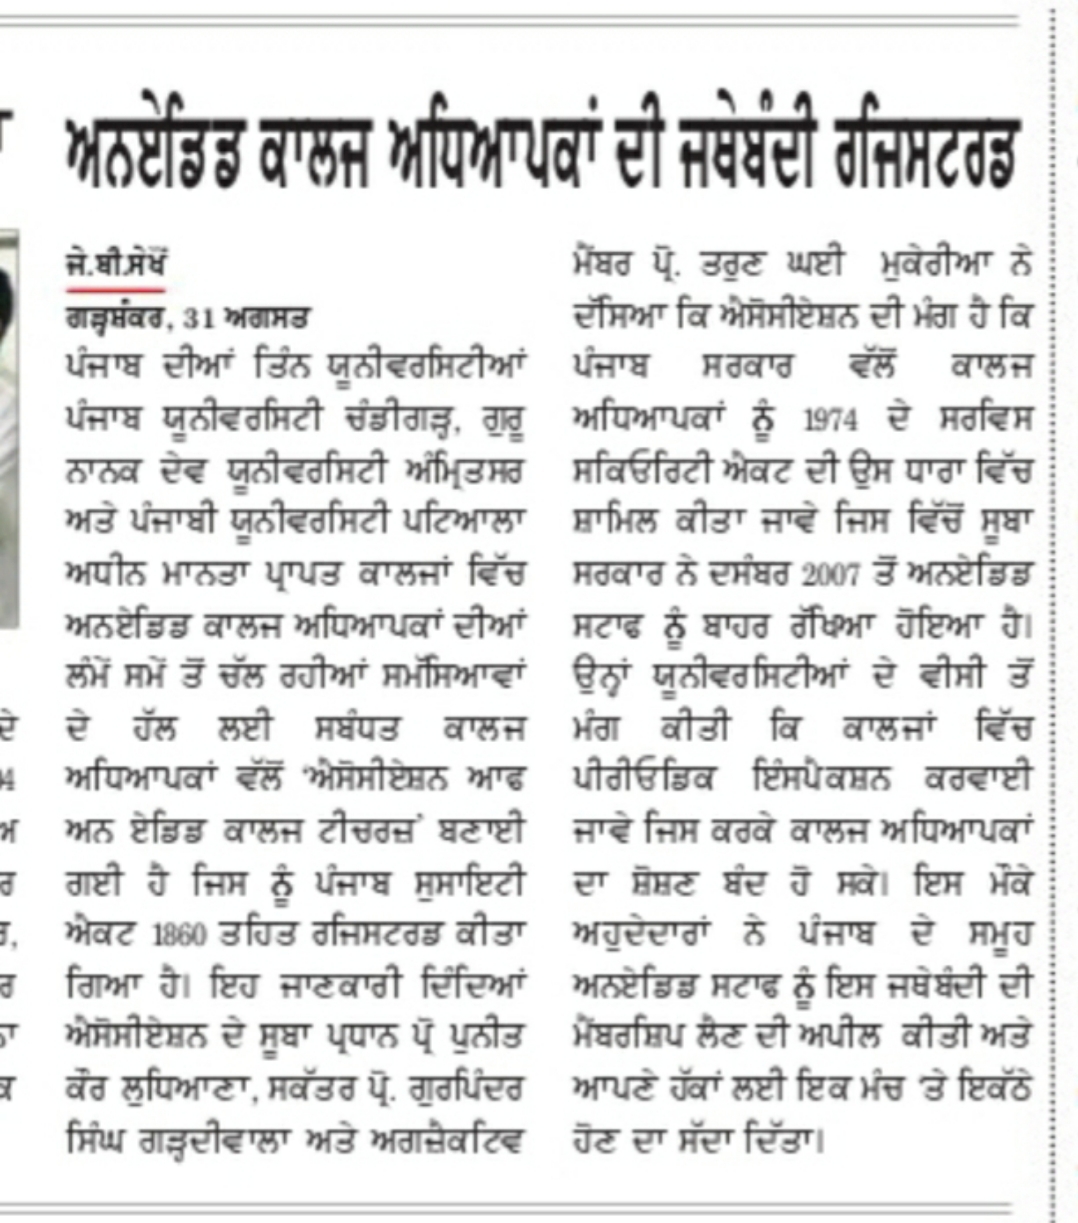 ਅਨਏਡਿਡ ਕਾਲਜ ਅਧਿਆਪਕਾਂ ਦੀ ਜਥੇਬੰਦੀ ਰਜਿਸਟਰਡ
ਜੇ.ਬੀ.ਸੇਖੋਂ
ਗੜ੍ਹਸ਼ੰਕਰ, 31 ਅਗਸਤ
ਪੰਜਾਬ ਦੀਆਂ ਤਿੰਨ ਯੂਨੀਵਰਸਿਟੀਆਂ
ਪੰਜਾਬ ਯੂਨੀਵਰਸਿਟੀ ਚੰਡੀਗੜ੍ਹ, ਗੁਰੂ
ਨਾਨਕ ਦੇਵ ਯੂਨੀਵਰਸਿਟੀ ਅੰਮ੍ਰਿਤਸਰ
ਅਤੇ ਪੰਜਾਬੀ ਯੂਨੀਵਰਸਿਟੀ ਪਟਿਆਲਾ
ਅਧੀਨ ਮਾਨਤਾ ਪ੍ਰਾਪਤ ਕਾਲਜਾਂ ਵਿੱਚ
ਅਨਏਡਿਡ ਕਾਲਜ ਅਧਿਆਪਕਾਂ ਦੀਆਂ
ਲੰਮੇਂ ਸਮੇਂ ਤੋਂ ਚੱਲ ਰਹੀਆਂ ਸਮੱਸਿਆਵਾਂ
ਦੇ ਹੱਲ ਲਈ ਸਬੰਧਤ ਕਾਲਜ
ਅਧਿਆਪਕਾਂ ਵੱਲੋਂ 'ਐਸੋਸੀਏਸ਼ਨ ਆਫ
ਅਨ ਏਡਿਡ ਕਾਲਜ ਟੀਚਰਜ਼' ਬਣਾਈ
ਗਈ ਹੈ ਜਿਸ ਨੂੰ ਪੰਜਾਬ ਸੁਸਾਇਟੀ
ਐਕਟ 1860 ਤਹਿਤ ਰਜਿਸਟਰਡ ਕੀਤਾ
ਗਿਆ ਹੈ। ਇਹ ਜਾਣਕਾਰੀ ਦਿੰਦਿਆਂ
ਐਸੋਸੀਏਸ਼ਨ ਦੇ ਸੂਬਾ ਪ੍ਰਧਾਨ ਪ੍ਰੋ ਪੁਨੀਤ
ਕੌਰ ਲੁਧਿਆਣਾ, ਸਕੱਤਰ ਪ੍ਰੋ. ਗੁਰਪਿੰਦਰ
ਸਿੰਘ ਗੜ੍ਹਦੀਵਾਲਾ ਅਤੇ ਅਗਜ਼ੈਕਟਿਵ
ਮੈਂਬਰ ਪ੍ਰੋ. ਤਰੁਣ ਘਈ ਮੁਕੇਰੀਆ ਨੇ
ਦੱਸਿਆ ਕਿ ਐਸੋਸੀਏਸ਼ਨ ਦੀ ਮੰਗ ਹੈ ਕਿ
ਪੰਜਾਬ ਸਰਕਾਰ ਵੱਲੋਂ ਕਾਲਜ
ਅਧਿਆਪਕਾਂ ਨੂੰ 1974 ਦੇ ਸਰਵਿਸ
ਸਕਿਓਰਿਟੀ ਐਕਟ ਦੀ ਉਸ ਧਾਰਾ ਵਿੱਚ
ਸ਼ਾਮਿਲ ਕੀਤਾ ਜਾਵੇ ਜਿਸ ਵਿੱਚੋਂ ਸੂਬਾ
ਸਰਕਾਰ ਨੇ ਦਸੰਬਰ 2007 ਤੋਂ ਅਨਏਡਿਡ
ਸਟਾਫ ਨੂੰ ਬਾਹਰ ਰੱਖਿਆ ਹੋਇਆ ਹੈ।
ਉਨ੍ਹਾਂ ਯੂਨੀਵਰਸਿਟੀਆਂ ਦੇ ਵੀਸੀ ਤੋਂ
ਮੰਗ ਕੀਤੀ ਕਿ ਕਾਲਜਾਂ ਵਿੱਚ
ਪੀਰੀਓਡਿਕ ਇੰਸਪੈਕਸ਼ਨ ਕਰਵਾਈ
ਜਾਵੇ ਜਿਸ ਕਰਕੇ ਕਾਲਜ ਅਧਿਆਪਕਾਂ
ਦਾ ਸ਼ੋਸ਼ਣ ਬੰਦ ਹੋ ਸਕੇ। ਇਸ ਮੌਕੇ
ਅਹੁਦੇਦਾਰਾਂ ਨੇ ਪੰਜਾਬ ਦੇ ਸਮੂਹ
ਅਨਏਡਿਡ ਸਟਾਫ ਨੂੰ ਇਸ ਜਥੇਬੰਦੀ ਦੀ
ਮੈਂਬਰਸ਼ਿਪ ਲੈਣ ਦੀ ਅਪੀਲ ਕੀਤੀ ਅਤੇ
ਆਪਣੇ ਹੱਕਾਂ ਲਈ ਇਕ ਮੰਚ 'ਤੇ ਇਕੱਠੇ
ਹੋਣ ਦਾ ਸੱਦਾ ਦਿੱਤਾ।